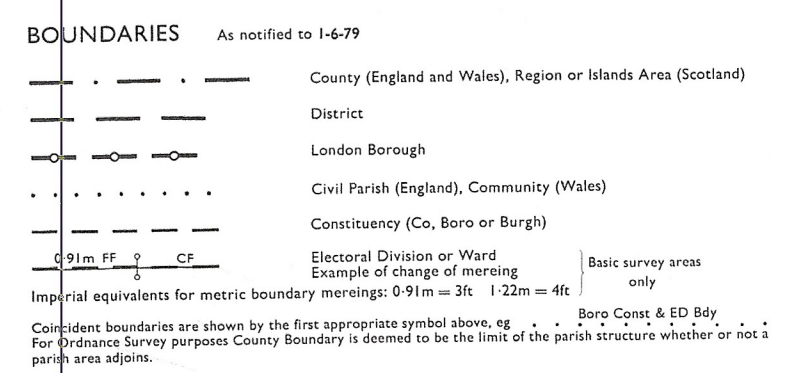 BOUNDARIES As notified to 1-6-79
County (England and Wales), Region or Islands Area (Scotland)
District
London Borough
Civil Parish (England), Community (Wales)
Constituency (Co, Boro or Burgh)
0·91m FF CF Electoral Division or Ward
Example of change of mereing
Basic survey areas
only
Imperial equivalents for metric boundary mereings: 0·91m = 3ft 1·22m = 4ft
Boro Const & ED Bdy
Coincident boundaries are shown by the first appropriate symbol above, eg
For Ordnance Survey purposes County Boundary is deemed to be the limit of the parish structure whether or not a
parish area adjoins.